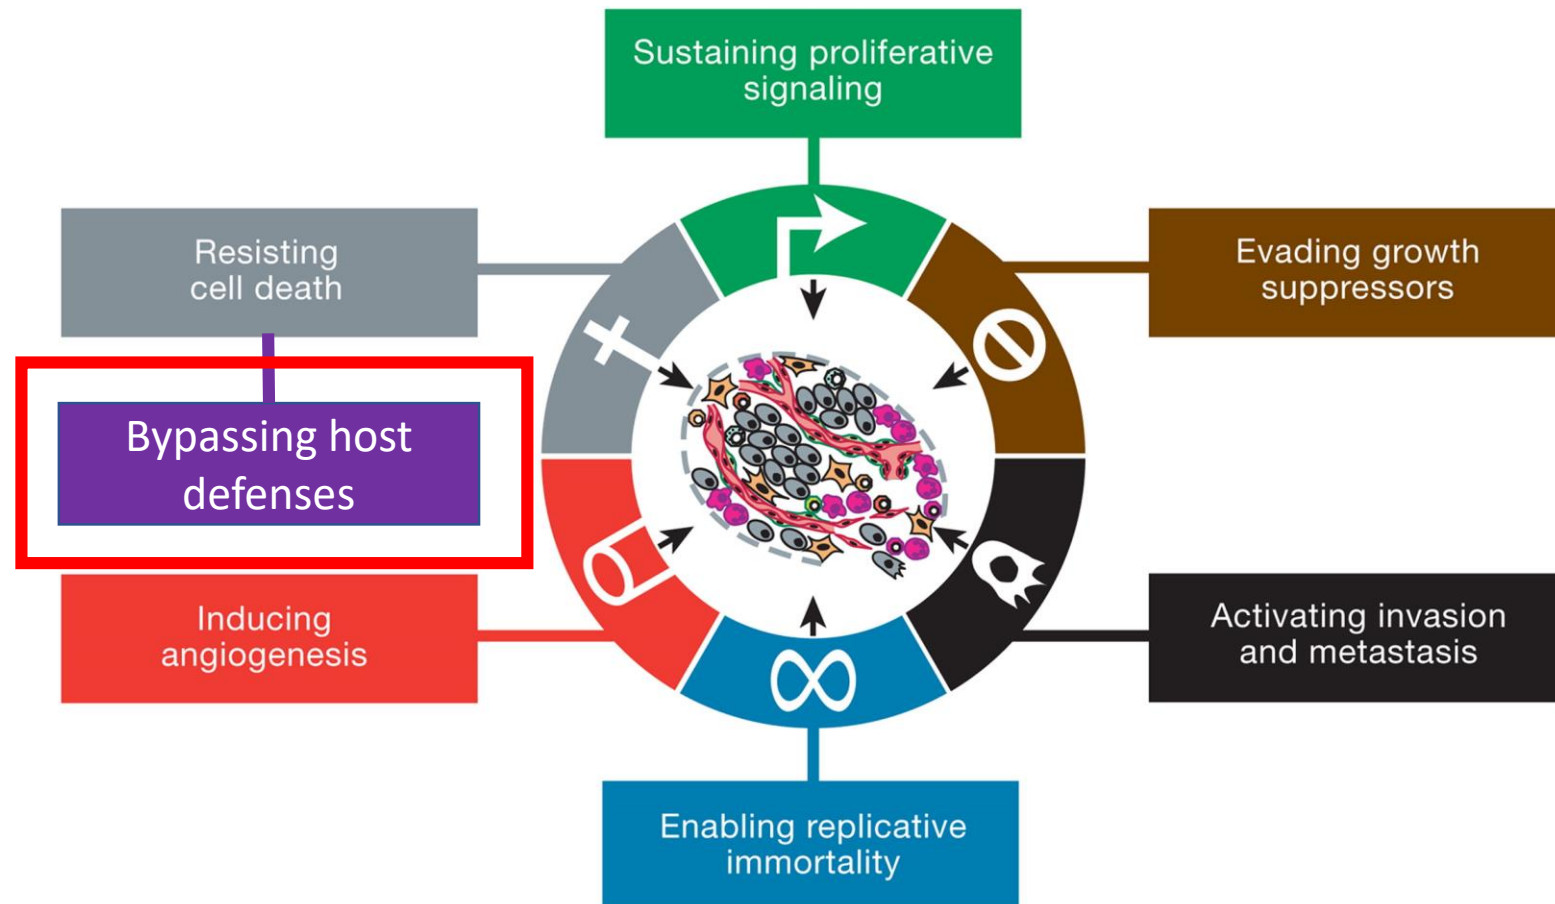 Sustaining proliferative
signaling
Resisting
cell death
Evading growth
suppressors
Bypassing host
defenses
Inducing
angiogenesis
Activating invasion
and metastasis
Enabling replicative
immortality